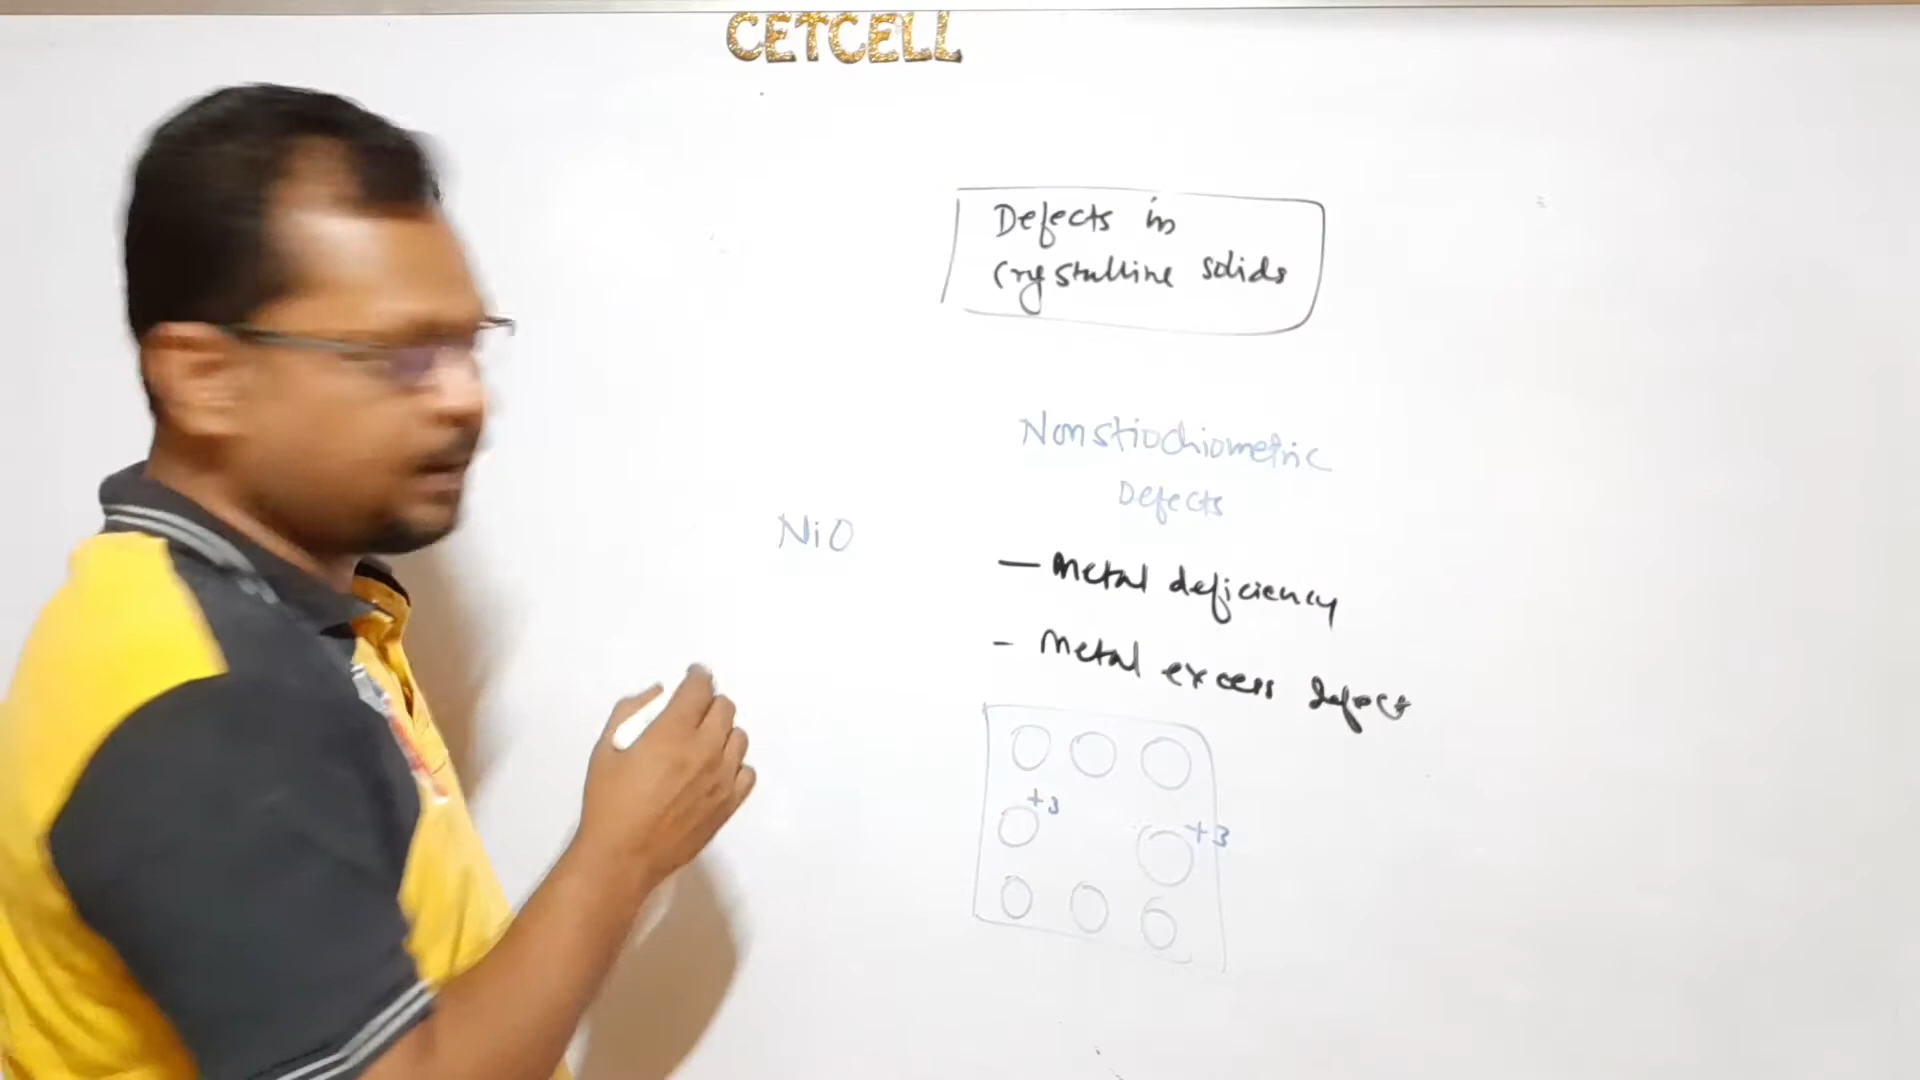 CETCELL
Defects in
Crystalline solids
Nonstiochiometric
Defects
NiO
— Metal deficiency
- Metal excess defect
+3
+3